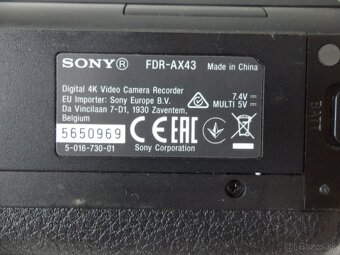 SONY® FDR-AX43 Made in China
Digital 4K Video Camera Recorder
EU Importer: Sony Europe B.V.
Da Vincilaan 7-D1, 1930 Zaventem,
Belgium
7.4V
MULTI 5V
5650969
CE EAC
5-016-730-01 Sony Corporation
BATT